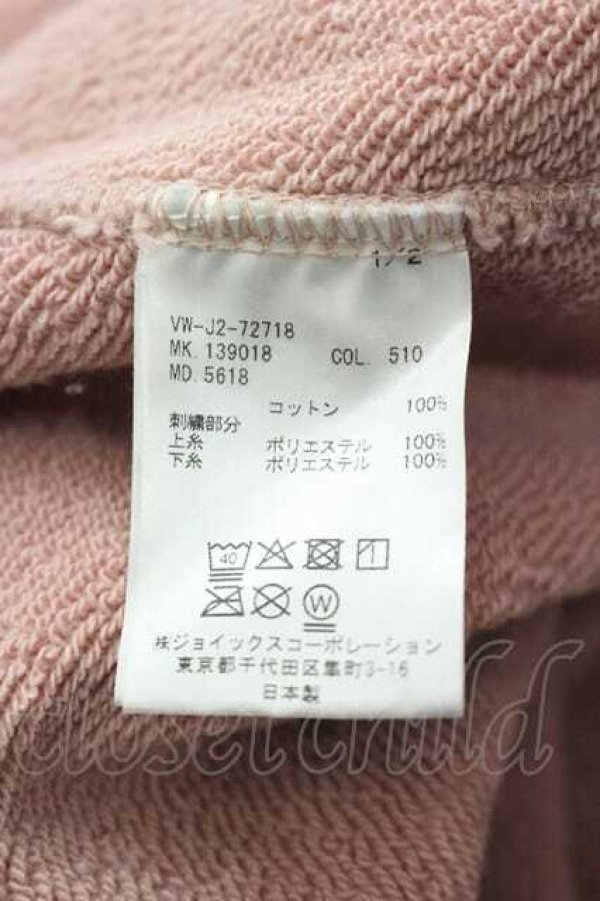 1/2
VW-J2-72718
MK. 139018 COL. 510
MD. 5618
コットン 100%
刺繍部分
上糸 ポリエステル 100%
下糸 ポリエステル 100%
40
W
㈱ジョイックスコーポレーション
東京都千代田区隼町3-16
日本製
closet child